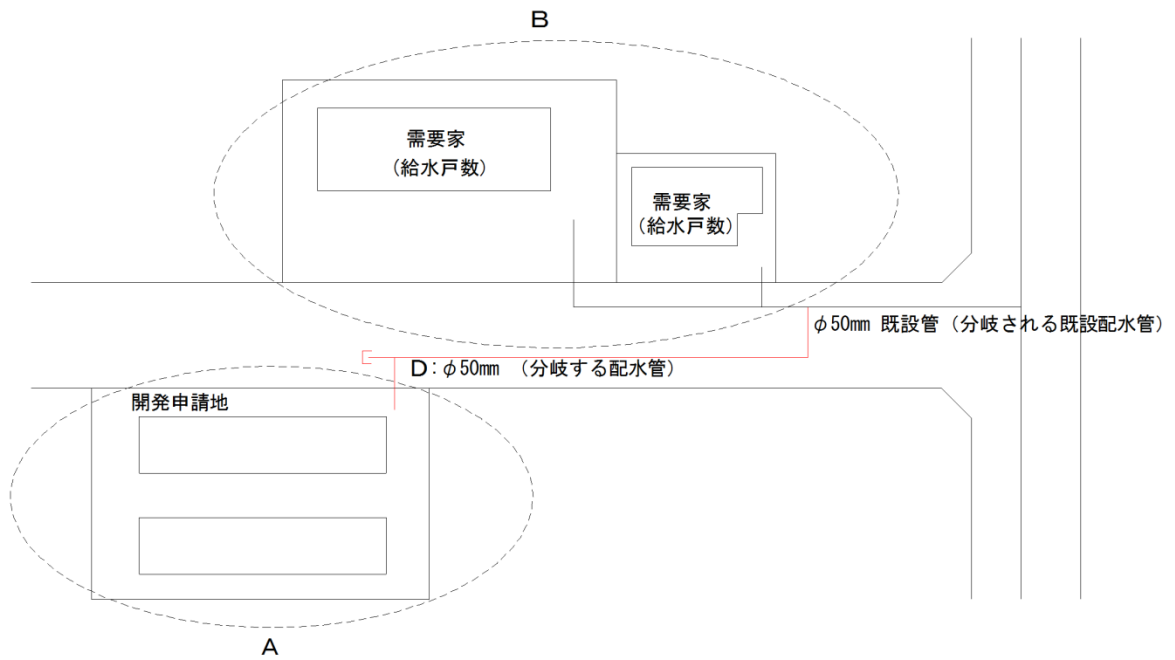 B
需要家
(給水戸数)
需要家
(給水戸数)
φ50mm 既設管 (分岐される既設配水管)
D:φ50mm (分岐する配水管)
開発申請地
A